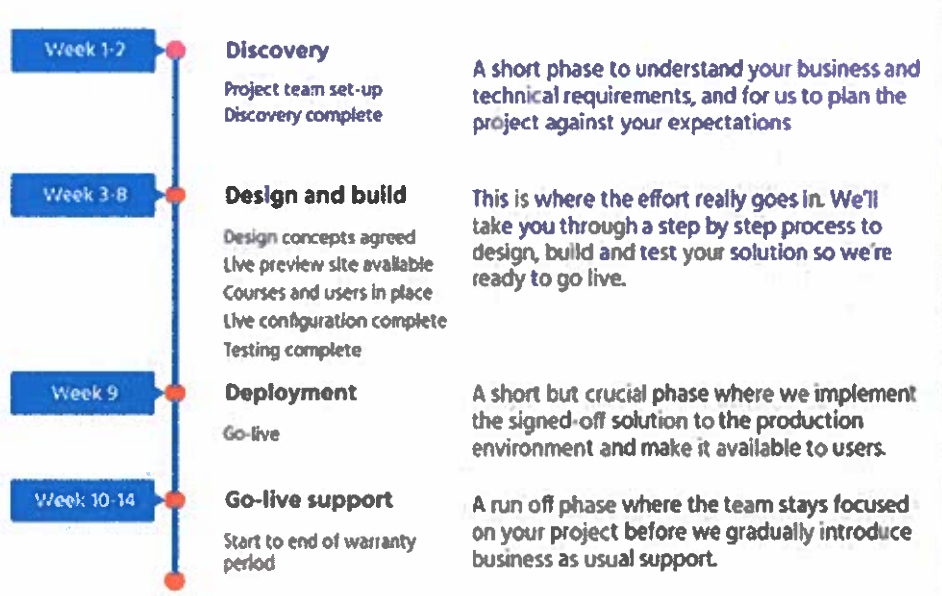 Week 1-2
Discovery
Project team set-up
Discovery complete
A short phase to understand your business and
technical requirements, and for us to plan the
project against your expectations
Week 3-8
Design and build
Design concepts agreed
Live preview site available
Courses and users in place
Live configuration complete
Testing complete
This is where the effort really goes in. We'll
take you through a step by step process to
design, build and test your solution so we're
ready to go live.
Week 9
Deployment
Go-live
A short but crucial phase where we implement
the signed-off solution to the production
environment and make it available to users.
Week 10-14
Go-live support
Start to end of warranty
period
A run off phase where the team stays focused
on your project before we gradually introduce
business as usual support.